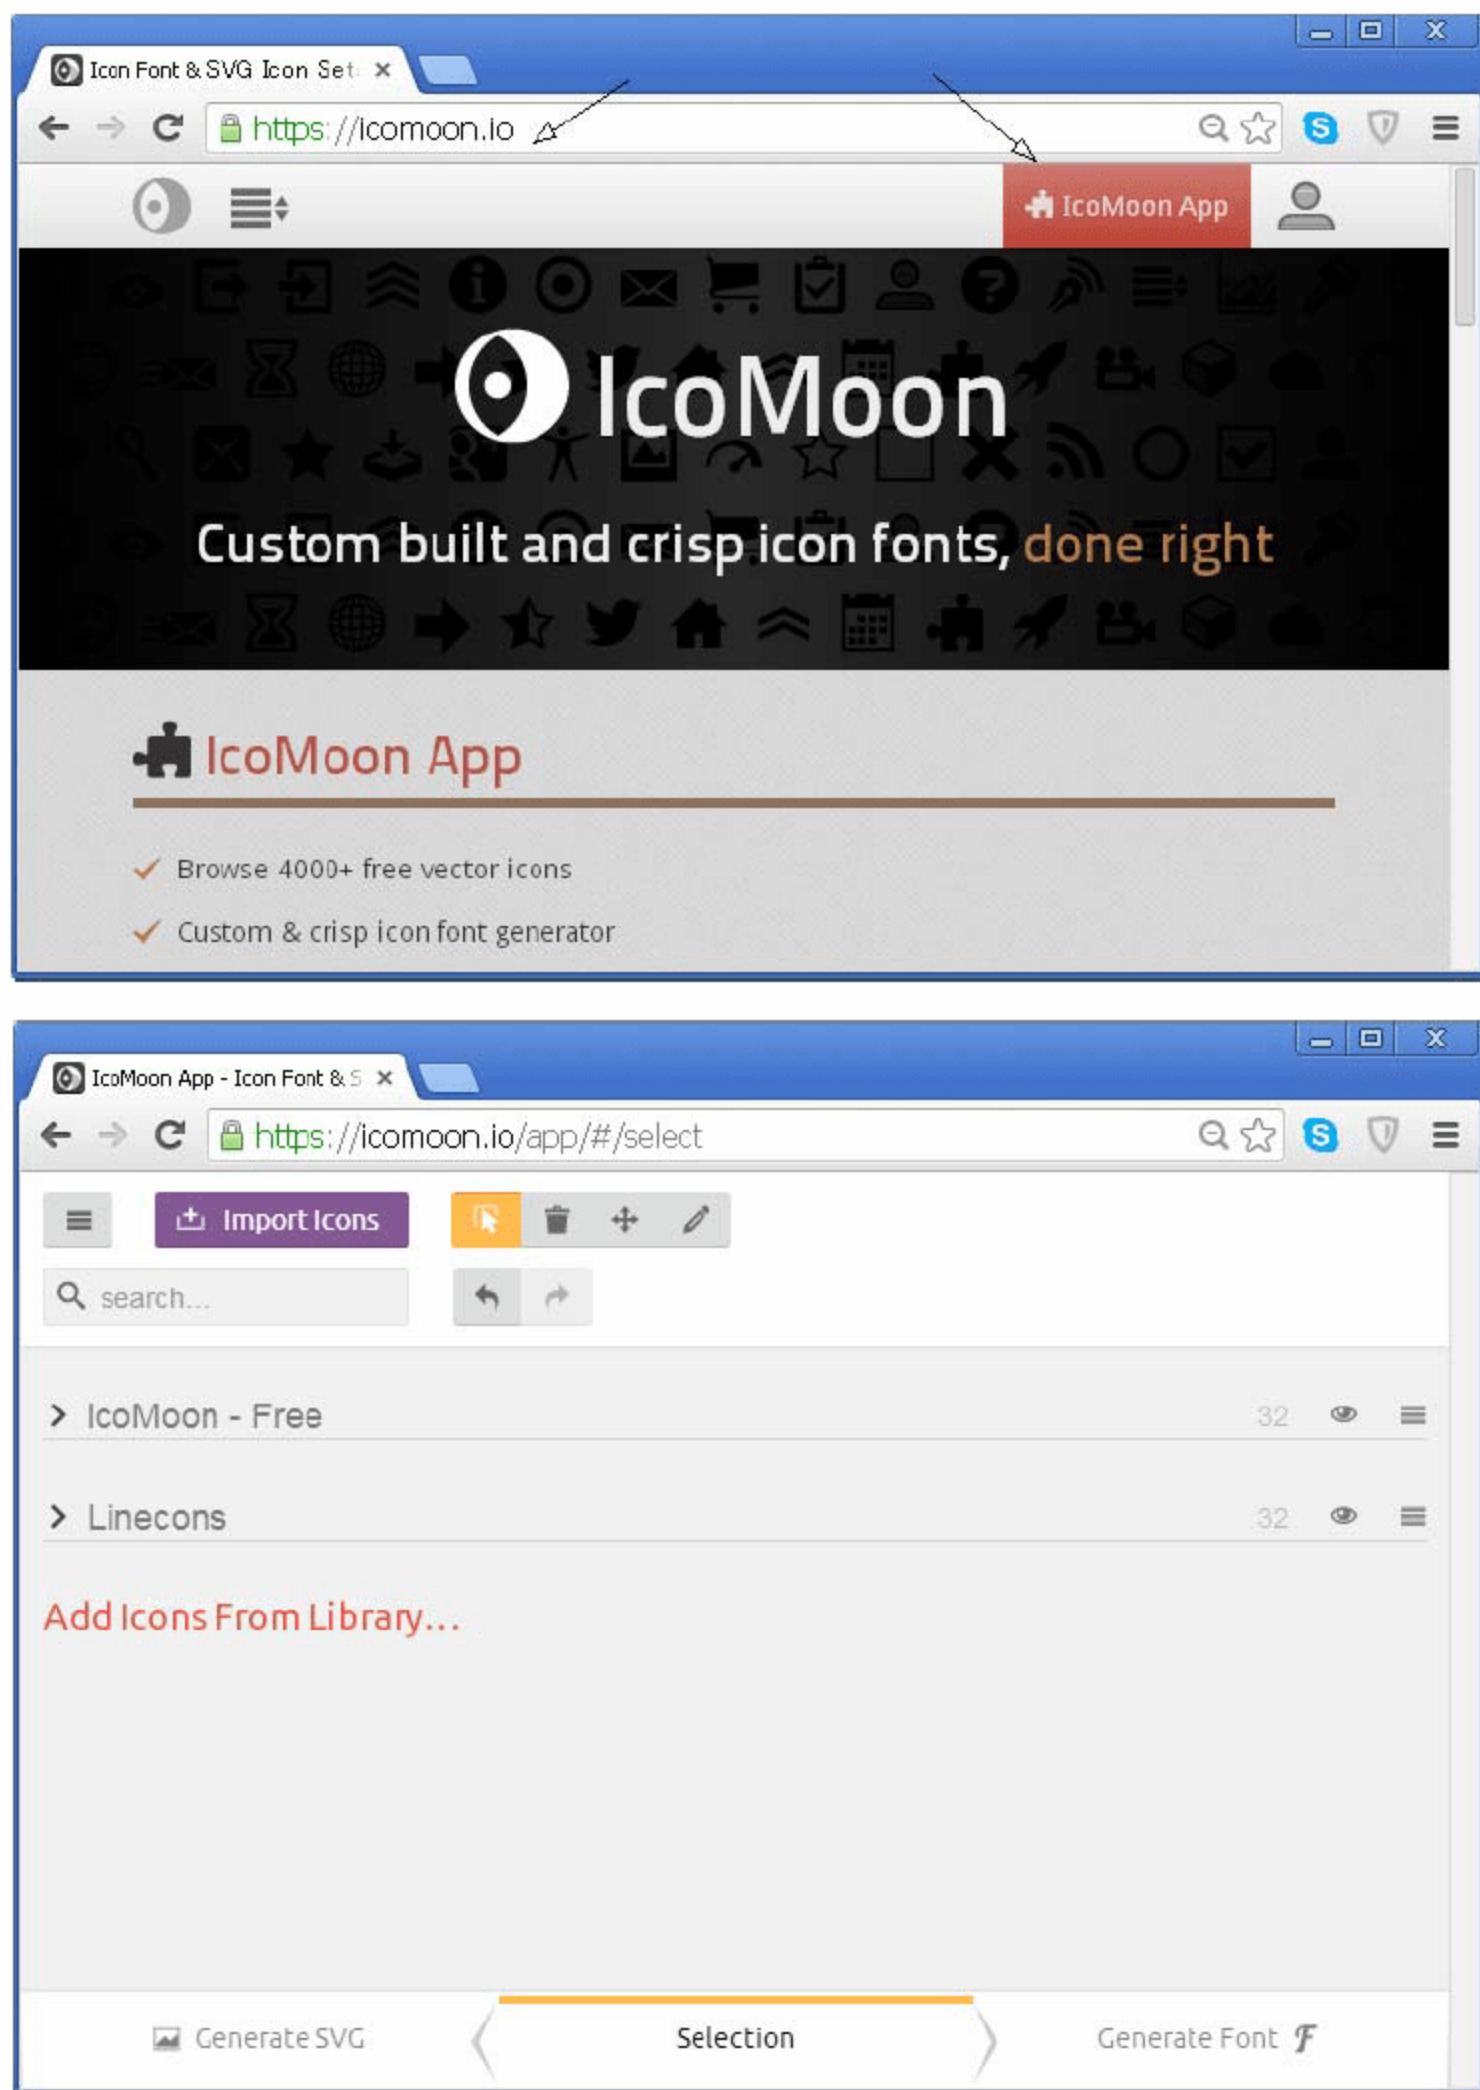 Icon Font & SVG Icon Set
https://icomoon.io
IcoMoon App
IcoMoon
Custom built and crisp icon fonts, done right
IcoMoon App
Browse 4000+ free vector icons
Custom & crisp icon font generator
IcoMoon App - Icon Font & S
https://icomoon.io/app/#/select
Import Icons
search...
IcoMoon - Free 32
Linecons 32
Add Icons From Library...
Generate SVG Selection Generate Font